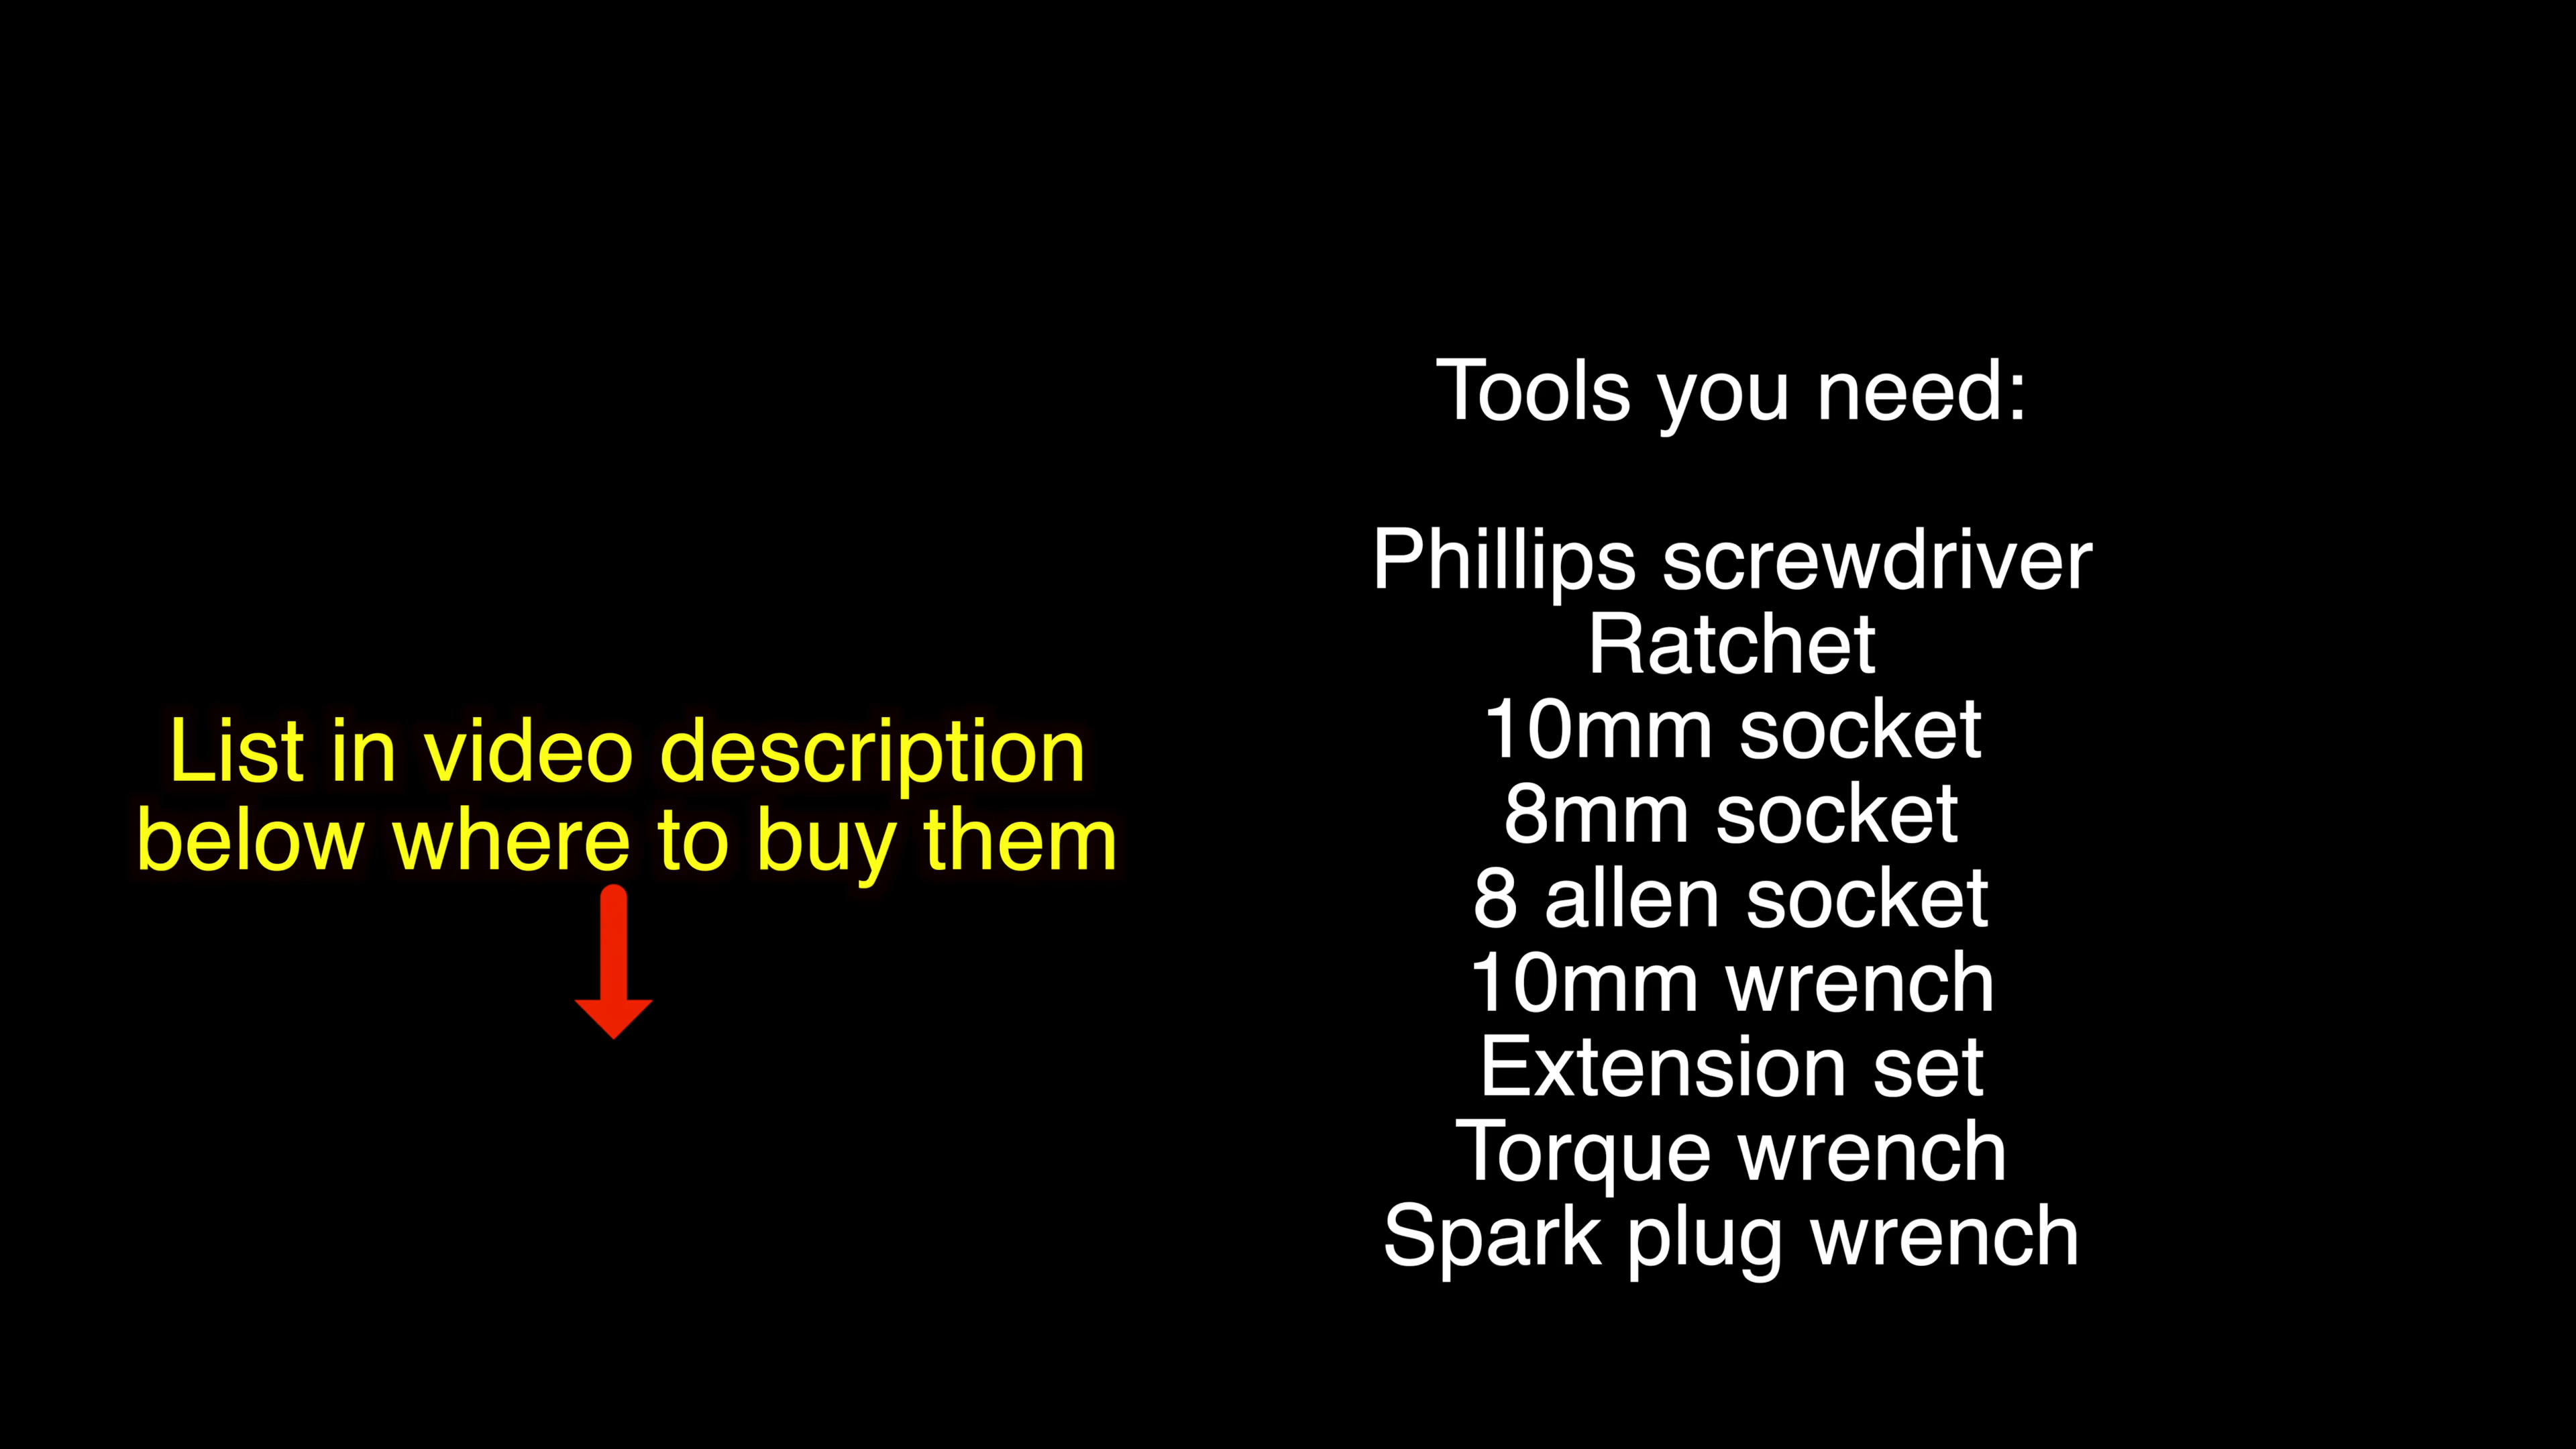 List in video description
below where to buy them
Tools you need:
Phillips screwdriver
Ratchet
10mm socket
8mm socket
8 allen socket
10mm wrench
Extension set
Torque wrench
Spark plug wrench